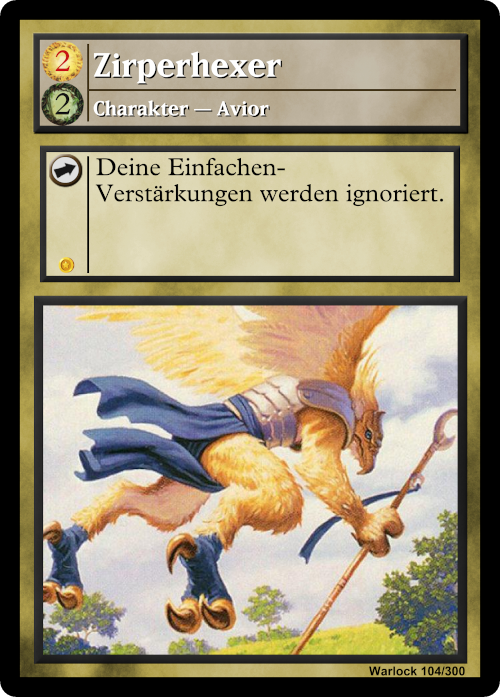 2 Zirperhexer
2 Charakter — Avior
Deine Einfachen-
Verstärkungen werden ignoriert.
Warlock 104/300